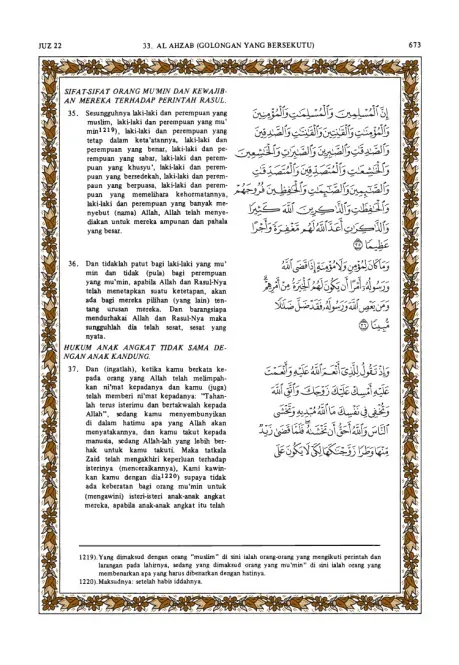 JUZ 22 33. AL AHZAB (GOLONGAN YANG BERSEKUTU) 673
SIFAT-SIFAT ORANG MU'MIN DAN KEWAJIB-
AN MEREKA TERHADAP PERINTAH RASUL.
35. Sesungguhnya laki-laki dan perempuan yang
muslim, laki-laki dan perempuan yang mu'
min1219), laki-laki dan perempuan yang
tetap dalam keta'atannya, laki-laki dan
perempuan yang benar, laki-laki dan pe-
rempuan yang sabar, laki-laki dan perem-
puan yang khusyu', laki-laki dan perem-
puan yang bersedekah, laki-laki dan perem-
paun yang berpuasa, laki-laki dan perem-
puan yang memelihara kehormatannya,
laki-laki dan perempuan yang banyak me-
nyebut (nama) Allah, Allah telah menye-
diakan untuk mereka ampunan dan pahala
yang besar.
إِنَّ الْمُسْلِمِينَ وَالْمُسْلِمَاتِ وَالْمُؤْمِنِينَ
وَالْمُؤْمِنَاتِ وَالْقَانِتِينَ وَالْقَانِتَاتِ وَالصَّادِقِينَ
وَالصَّادِقَاتِ وَالصَّابِرِينَ وَالصَّابِرَاتِ وَالْخَاشِعِينَ
وَالْخَاشِعَاتِ وَالْمُتَصَدِّقِينَ وَالْمُتَصَدِّقَاتِ
وَالصَّائِمِينَ وَالصَّائِمَاتِ وَالْحَافِظِينَ فُرُوجَهُمْ
وَالْحَافِظَاتِ وَالذَّاكِرِينَ اللَّهَ كَثِيرًا
وَالذَّاكِرَاتِ أَعَدَّ اللَّهُ لَهُمْ مَغْفِرَةً وَأَجْرًا
عَظِيمًا ٣٥
36. Dan tidaklah patut bagi laki-laki yang mu'
min dan tidak (pula) bagi perempuan
yang mu'min, apabila Allah dan Rasul-Nya
telah menetapkan suatu ketetapan, akan
ada bagi mereka pilihan (yang lain) ten-
tang urusan mereka. Dan barangsiapa
mendurhakai Allah dan Rasul-Nya maka
sungguhlah dia telah sesat, sesat yang
nyata.
وَمَا كَانَ لِمُؤْمِنٍ وَلَا مُؤْمِنَةٍ إِذَا قَضَى اللَّهُ
وَرَسُولُهُ أَمْرًا أَنْ يَكُونَ لَهُمُ الْخِيَرَةُ مِنْ أَمْرِهِمْ
وَمَنْ يَعْصِ اللَّهَ وَرَسُولَهُ فَقَدْ ضَلَّ ضَلَالًا
مُبِينًا ٣٦
HUKUM ANAK ANGKAT TIDAK SAMA DE-
NGAN ANAK KANDUNG.
37. Dan (ingatlah), ketika kamu berkata ke-
pada orang yang Allah telah melimpah-
kan ni'mat kepadanya dan kamu (juga)
telah memberi ni'mat kepadanya: "Tahan-
lah terus isterimu dan bertakwalah kepada
Allah", sedang kamu menyembunyikan
di dalam hatimu apa yang Allah akan
menyatakannya, dan kamu takut kepada
manusia, sedang Allah-lah yang lebih ber-
hak untuk kamu takuti. Maka tatkala
Zaid telah mengakhiri keperluan terhadap
isterinya (menceraikannya), Kami kawin-
kan kamu dengan dia1220) supaya tidak
ada keberatan bagi orang mu'min untuk
(mengawini) isteri-isteri anak-anak angkat
mereka, apabila anak-anak angkat itu telah
وَإِذْ تَقُولُ لِلَّذِي أَنْعَمَ اللَّهُ عَلَيْهِ وَأَنْعَمْتَ
عَلَيْهِ أَمْسِكْ عَلَيْكَ زَوْجَكَ وَاتَّقِ اللَّهَ
وَتُخْفِي فِي نَفْسِكَ مَا اللَّهُ مُبْدِيهِ وَتَخْشَى
النَّاسَ وَاللَّهُ أَحَقُّ أَنْ تَخْشَاهُ فَلَمَّا قَضَى زَيْدٌ
مِنْهَا وَطَرًا زَوَّجْنَاكَهَا لِكَيْ لَا يَكُونَ عَلَى
1219).Yang dimaksud dengan orang "muslim" di sini ialah orang-orang yang mengikuti perintah dan
larangan pada lahirnya, sedang yang dimaksud orang yang mu'min" di sini ialah orang yang
membenarkan apa yang harus dibenarkan dengan hatinya.
1220).Maksudnya: setelah habis iddahnya.